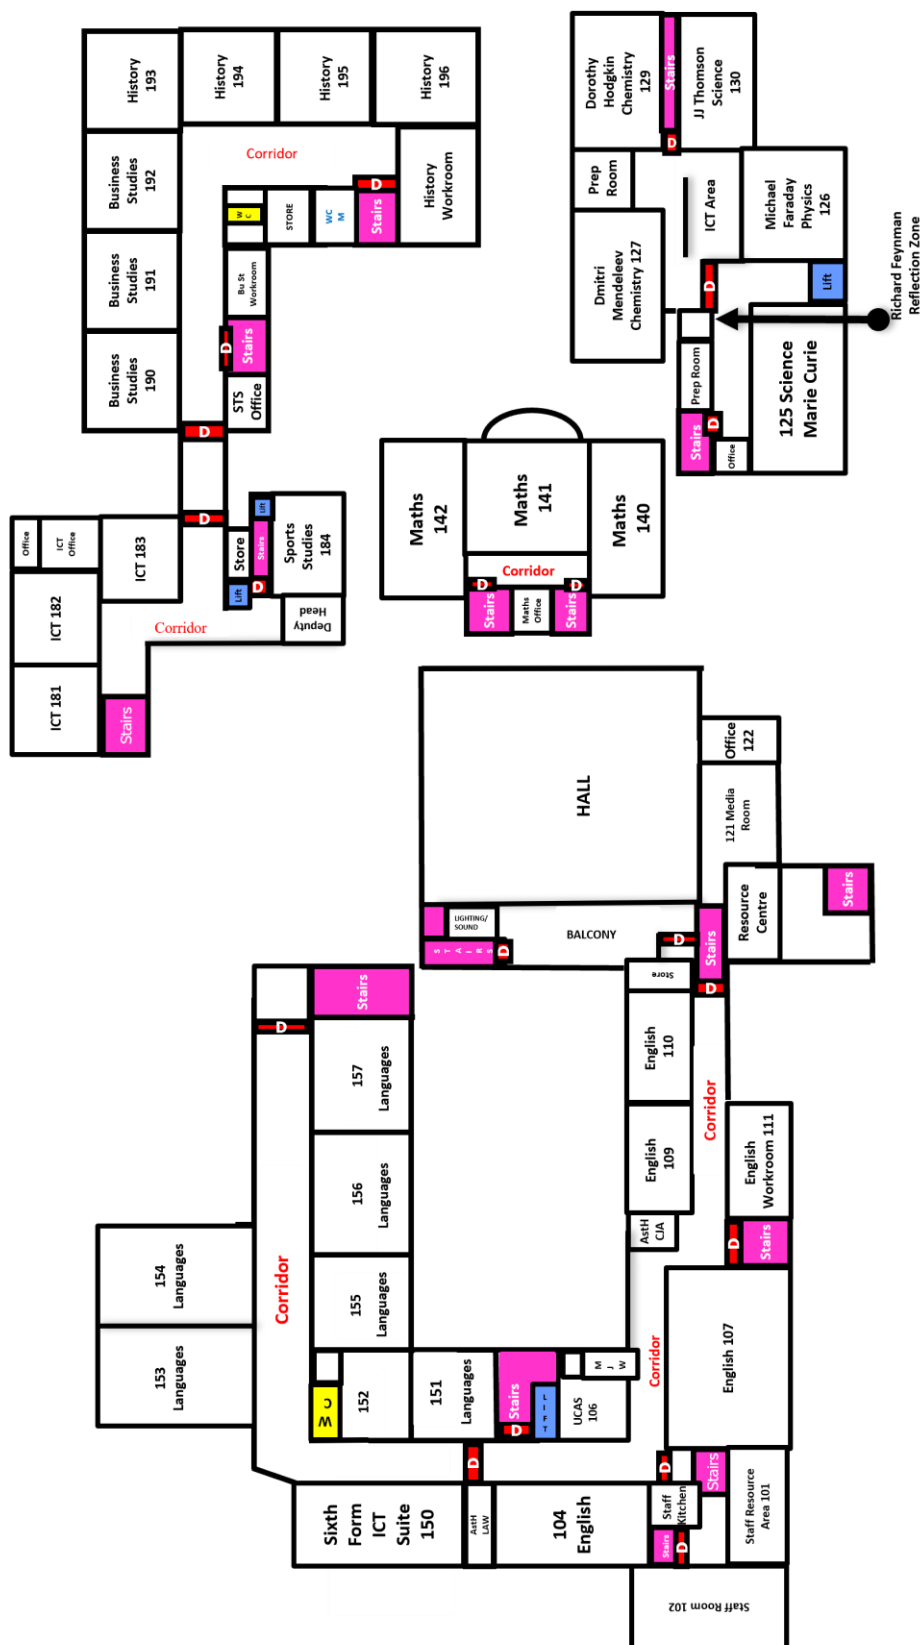 History
193
History
194
History
195
History
196
Business
Studies
192
Corridor
D
History
Workroom
W
C
STORE
WC
M
Stairs
Business
Studies
191
Bu St
Workroom
Business
Studies
190
D
Stairs
STS
Office
D
Dorothy
Hodgkin
Chemistry
129
Stairs
D
JJ Thomson
Science
130
Prep
Room
ICT Area
Michael
Faraday
Physics
126
Dmitri
Mendeleev
Chemistry 127
D
Lift
Richard Feynman
Reflection Zone
Prep Room
125 Science
Marie Curie
Stairs
D
Office
Office
ICT
Office
ICT 183
D
Store
Lift
Stairs
Lift
D
Sports
Studies
184
Deputy
Head
ICT 182
Corridor
ICT 181
Stairs
Maths
142
Maths
141
Maths
140
Corridor
D
D
Stairs
Maths
Office
Stairs
HALL
Office
122
121 Media
Room
Resource
Centre
Stairs
LIGHTING/
SOUND
STAIRS
D
BALCONY
D
Stairs
D
Store
Stairs
D
157
Languages
156
Languages
155
Languages
154
Languages
153
Languages
Corridor
English
110
English
109
Corridor
English
Workroom 111
D
Stairs
AstH
CJA
W C
152
151
Languages
Stairs
D
LIFT
UCAS
106
M J W
Corridor
English 107
Sixth
Form
ICT
Suite
150
D
AstH
LAW
104
English
D
Staff
Kitchen
Stairs
Stairs
D
Staff Resource
Area 101
Staff Room 102